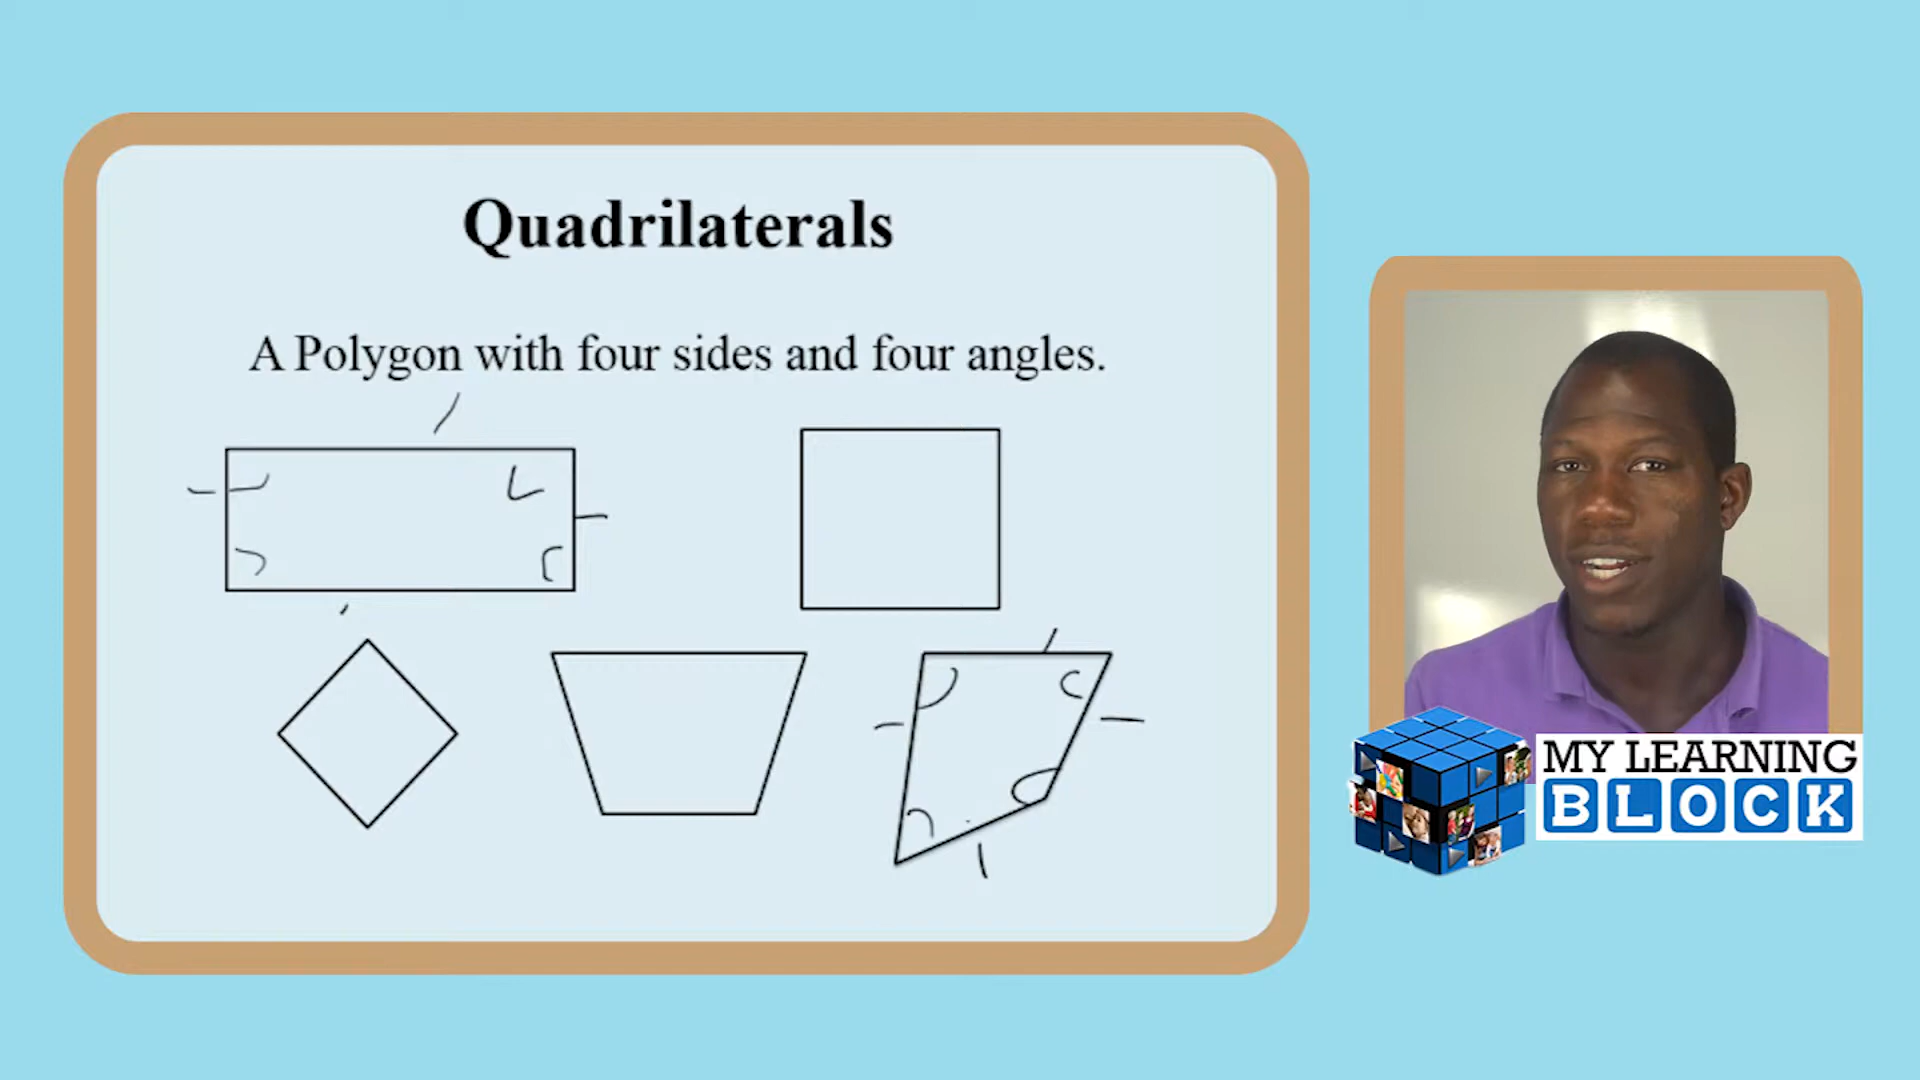 Quadrilaterals
A Polygon with four sides and four angles.
MY LEARNING
BLOCK